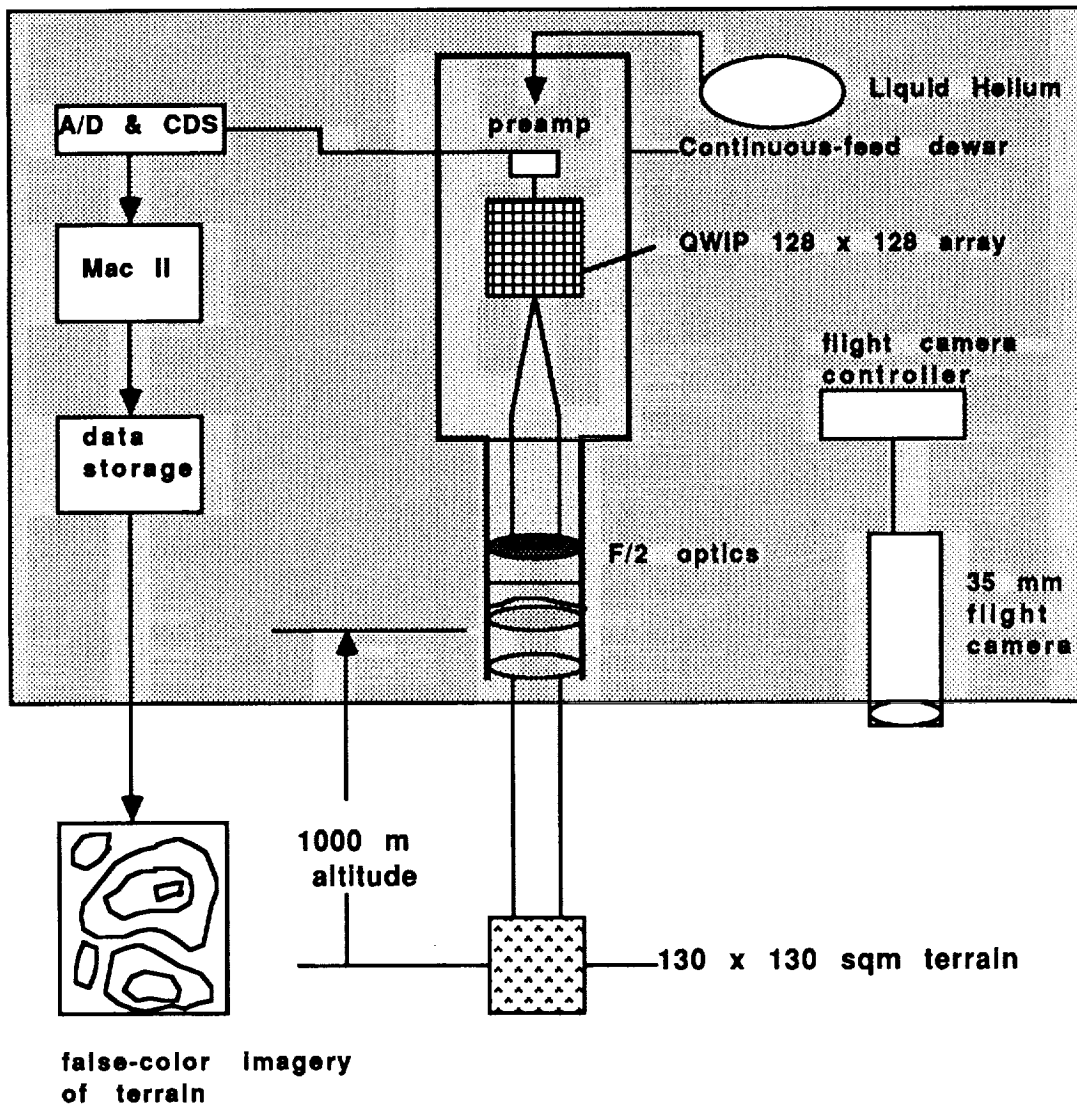 Liquid Helium
A/D & CDS
preamp
Continuous-feed dewar
QWIP 128 x 128 array
Mac II
flight camera
controller
data
storage
F/2 optics
35 mm
flight
camera
1000 m
altitude
130 x 130 sqm terrain
false-color imagery
of terrain